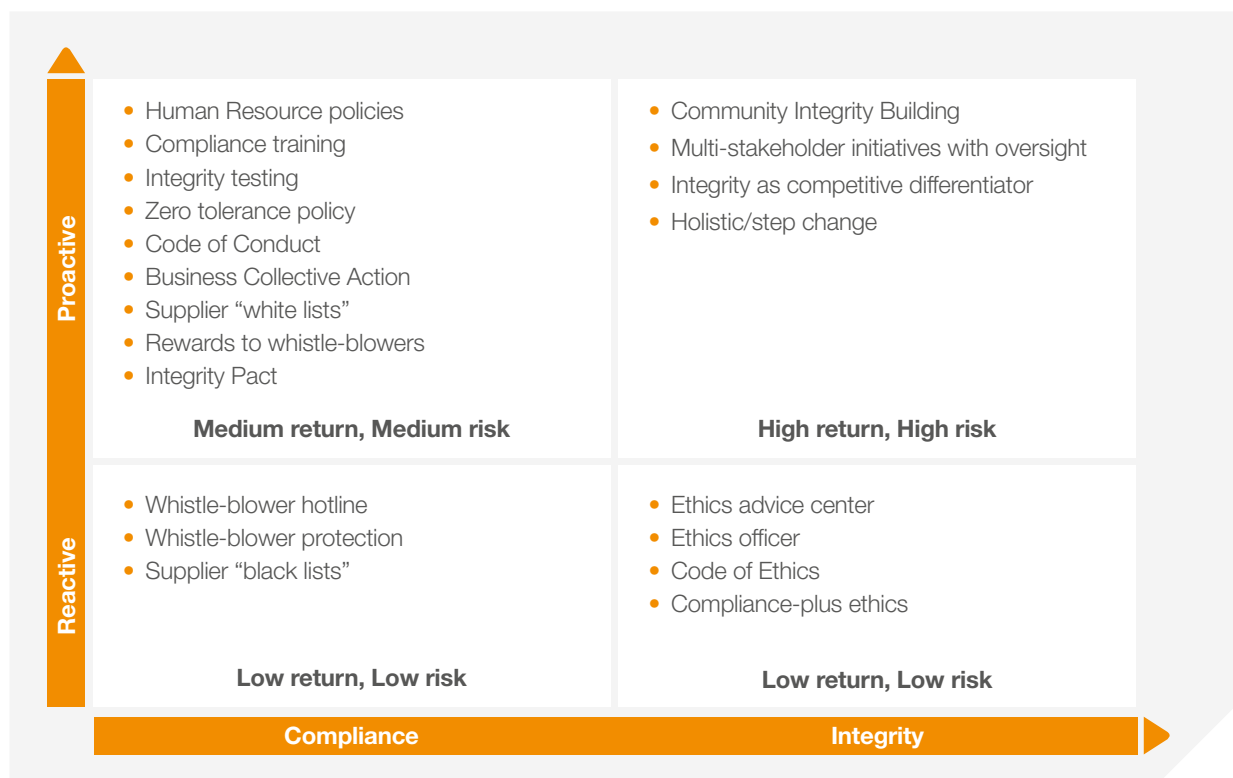 Proactive
• Human Resource policies
• Compliance training
• Integrity testing
• Zero tolerance policy
• Code of Conduct
• Business Collective Action
• Supplier “white lists”
• Rewards to whistle-blowers
• Integrity Pact
Medium return, Medium risk
• Community Integrity Building
• Multi-stakeholder initiatives with oversight
• Integrity as competitive differentiator
• Holistic/step change
High return, High risk
Reactive
• Whistle-blower hotline
• Whistle-blower protection
• Supplier “black lists”
Low return, Low risk
• Ethics advice center
• Ethics officer
• Code of Ethics
• Compliance-plus ethics
Low return, Low risk
Compliance
Integrity